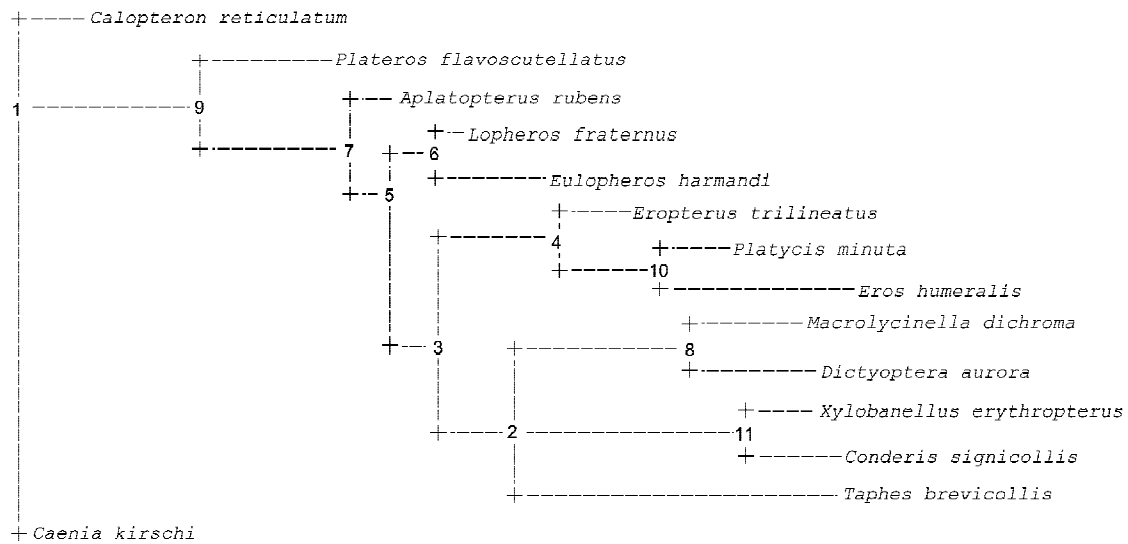 Calopteron reticulatum
Plateros flavoscutellatus
Aplatopterus rubens
1
9
Lopheros fraternus
7
6
Eulopheros harmandi
5
Eropterus trilineatus
4
Platycis minuta
10
Eros humeralis
Macrolycinella dichroma
3
8
Dictyoptera aurora
Xylobanellus erythropterus
2
11
Conderis signicollis
Taphes brevicollis
Caenia kirschi